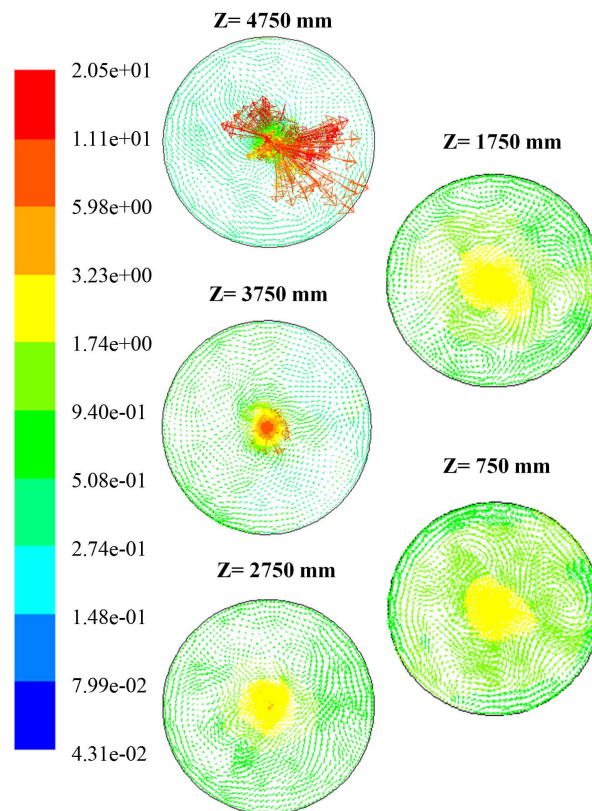 Z= 4750 mm
2.05e+01
1.11e+01
5.98e+00
3.23e+00
1.74e+00
9.40e-01
5.08e-01
2.74e-01
1.48e-01
7.99e-02
4.31e-02
Z= 3750 mm
Z= 2750 mm
Z= 1750 mm
Z= 750 mm